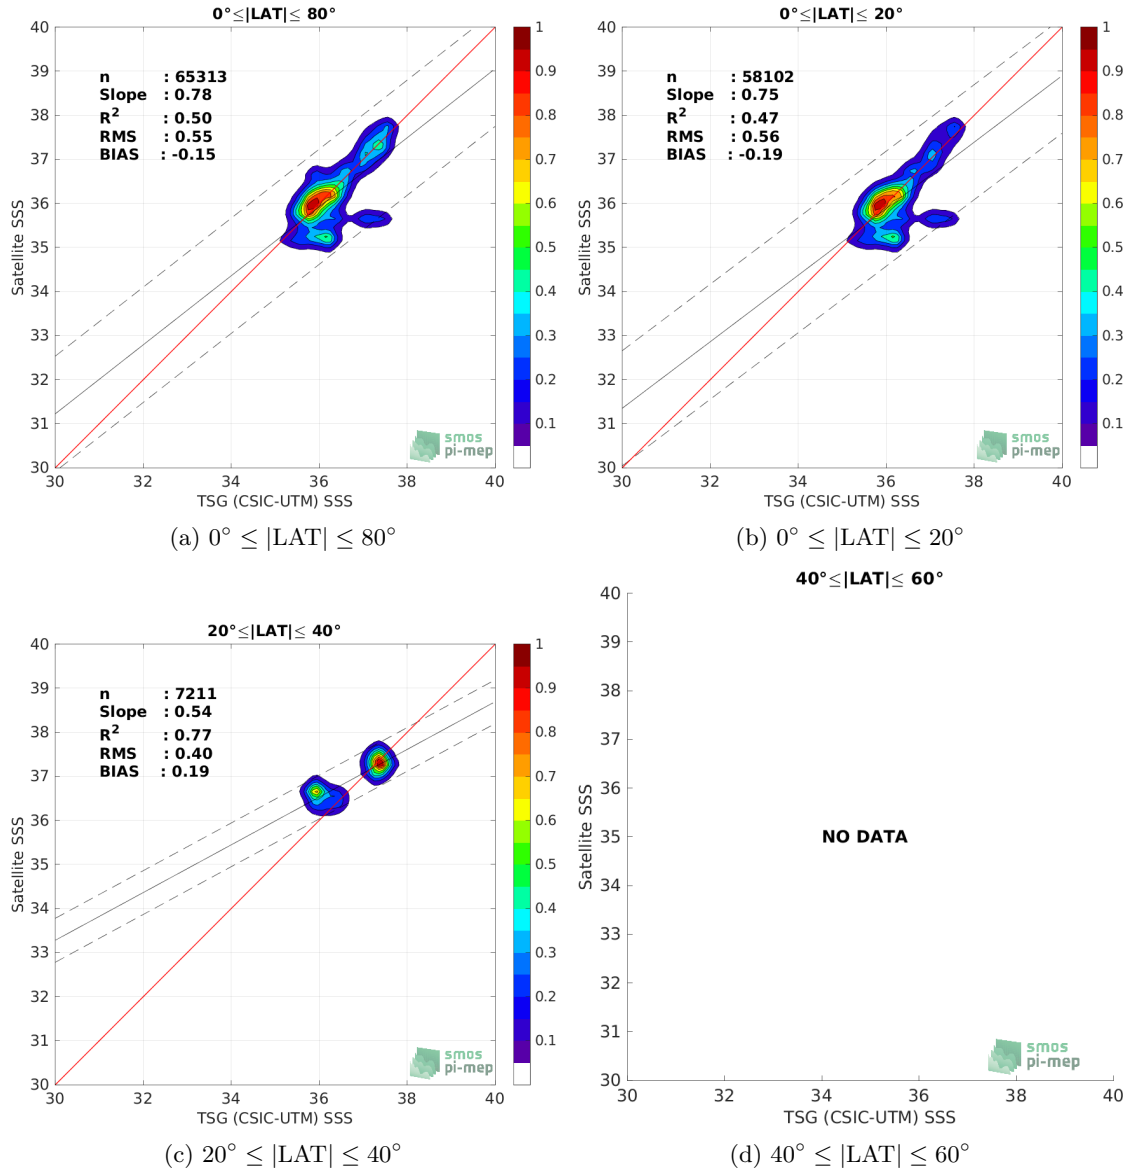 0°≤|LAT|≤ 80°
40
39
38
37
36
35
34
33
32
31
30
Satellite SSS
n : 65313
Slope : 0.78
R² : 0.50
RMS : 0.55
BIAS : -0.15
smos
pi-mep
30 32 34 36 38 40
TSG (CSIC-UTM) SSS
1
0.9
0.8
0.7
0.6
0.5
0.4
0.3
0.2
0.1
(a) 0° ≤ |LAT| ≤ 80°
0°≤|LAT|≤ 20°
40
39
38
37
36
35
34
33
32
31
30
Satellite SSS
n : 58102
Slope : 0.75
R² : 0.47
RMS : 0.56
BIAS : -0.19
smos
pi-mep
30 32 34 36 38 40
TSG (CSIC-UTM) SSS
1
0.9
0.8
0.7
0.6
0.5
0.4
0.3
0.2
0.1
(b) 0° ≤ |LAT| ≤ 20°
20°≤|LAT|≤ 40°
40
39
38
37
36
35
34
33
32
31
30
Satellite SSS
n : 7211
Slope : 0.54
R² : 0.77
RMS : 0.40
BIAS : 0.19
smos
pi-mep
30 32 34 36 38 40
TSG (CSIC-UTM) SSS
1
0.9
0.8
0.7
0.6
0.5
0.4
0.3
0.2
0.1
(c) 20° ≤ |LAT| ≤ 40°
40°≤|LAT|≤ 60°
40
39
38
37
36
35
34
33
32
31
30
Satellite SSS
NO DATA
smos
pi-mep
30 32 34 36 38 40
TSG (CSIC-UTM) SSS
(d) 40° ≤ |LAT| ≤ 60°